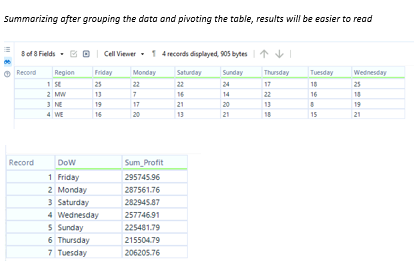 Summarizing after grouping the data and pivoting the table, results will be easier to read
8 of 8 Fields Cell Viewer 4 records displayed, 905 bytes
Record Region Friday Monday Saturday Sunday Thursday Tuesday Wednesday
1 SE 25 22 22 24 17 18 25
2 MW 13 7 16 14 22 16 18
3 NE 19 17 21 20 13 8 19
4 WE 16 20 13 21 18 15 21
Record DoW Sum_Profit
1 Friday 295745.96
2 Monday 287561.76
3 Saturday 282945.87
4 Wednesday 257746.91
5 Sunday 225481.79
6 Thursday 215504.79
7 Tuesday 206205.76